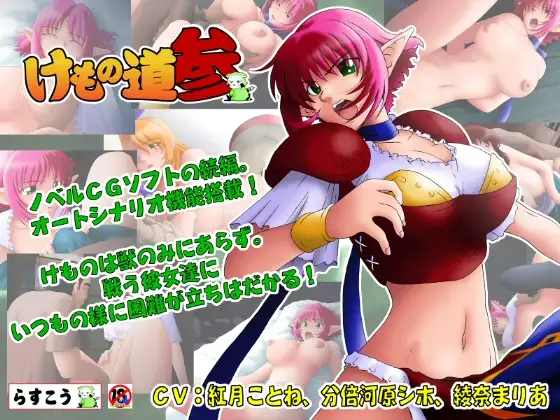 けもの道参
ノベルCGソフトの続編。
オートシナリオ機能搭載！
けものは獣のみにあらず。
戦う彼女達に
いつもの様に困難が立ちはだかる！
らすこう
18
CV：紅月ことね、分倍河原シホ、綾奈まりあ